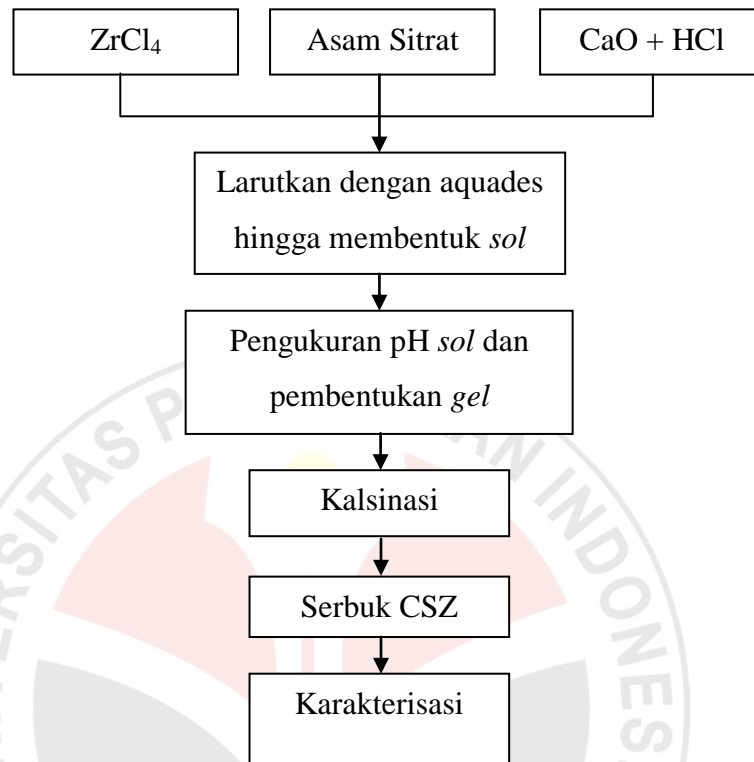 ZrCl₄
Asam Sitrat
CaO + HCl
Larutkan dengan aquades
hingga membentuk sol
Pengukuran pH sol dan
pembentukan gel
Kalsinasi
Serbuk CSZ
Karakterisasi